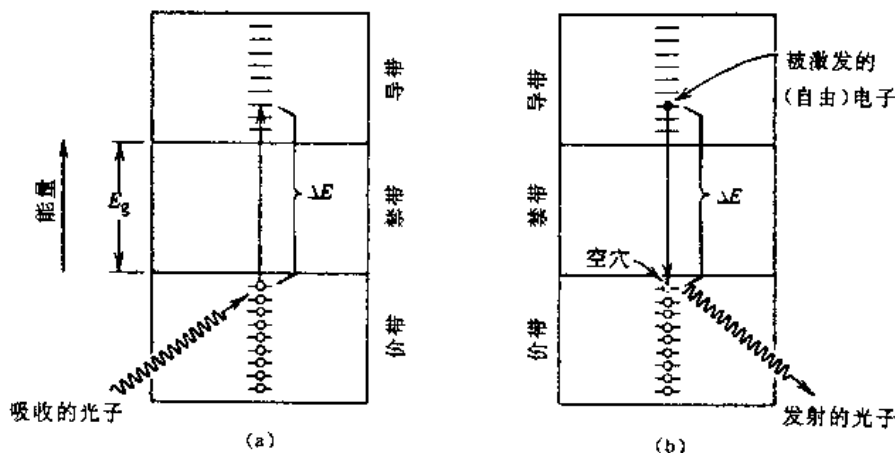 导带
禁带
价带
能量
E_g
ΔE
吸收的光子
(a)
被激发的
(自由)电子
导带
禁带
价带
ΔE
空穴
发射的光子
(b)